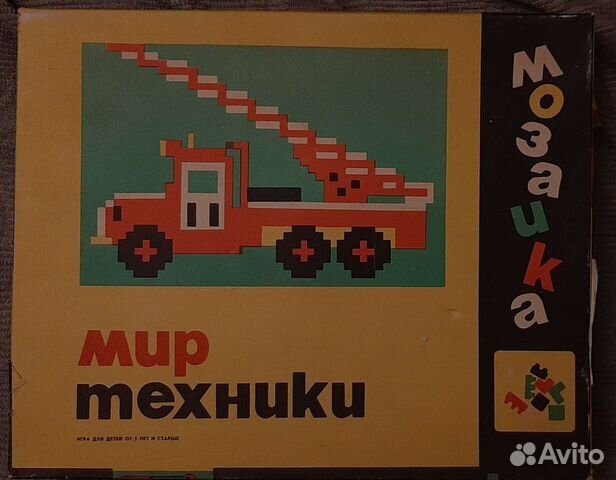 мозаика
мир
техники
ИГРА ДЛЯ ДЕТЕЙ ОТ 5 ЛЕТ И СТАРШЕ
Avito